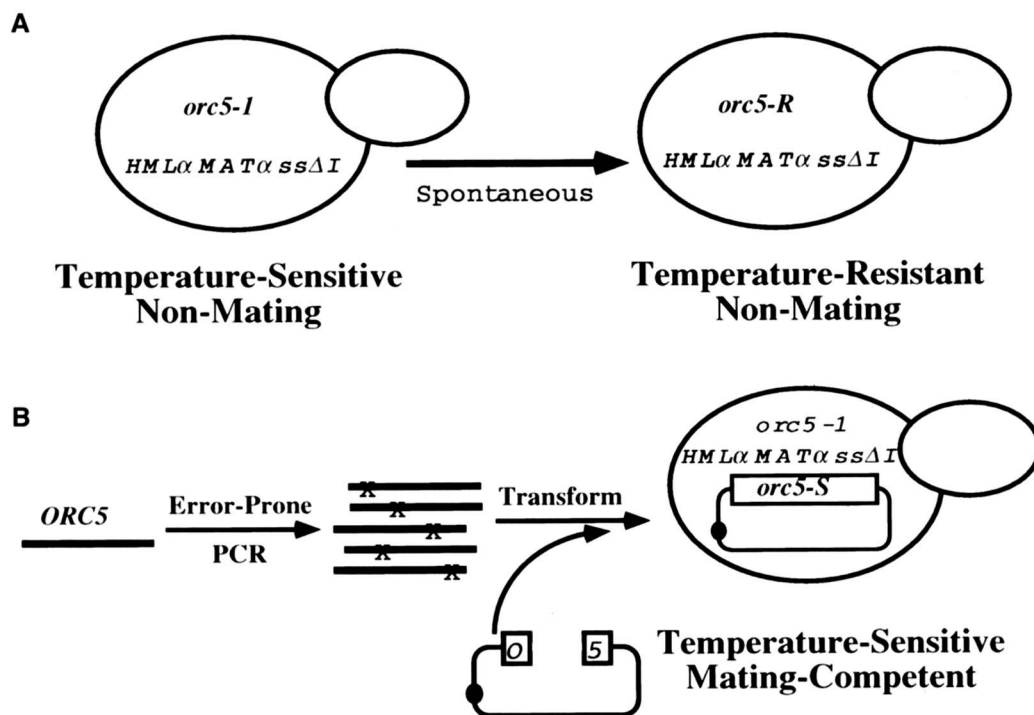 A
orc5-1
HMLα MATα ssΔI
Spontaneous
orc5-R
HMLα MATα ssΔI
Temperature-Sensitive
Non-Mating
Temperature-Resistant
Non-Mating
B
ORC5
Error-Prone
PCR
X
X
X
X
X
Transform
orc5-1
HMLα MATα ssΔI
orc5-S
O
5
Temperature-Sensitive
Mating-Competent